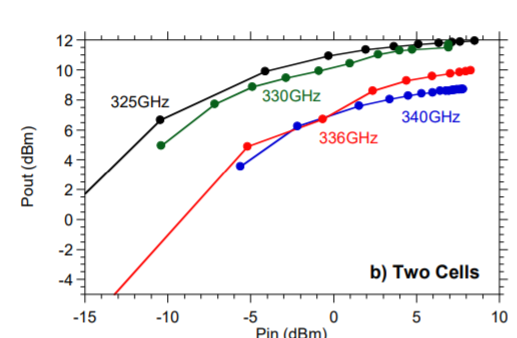 12
10
8
6
4
2
0
-2
-4
Pout (dBm)
325GHz
330GHz
336GHz
340GHz
b) Two Cells
-15
-10
-5
0
5
10
Pin (dBm)